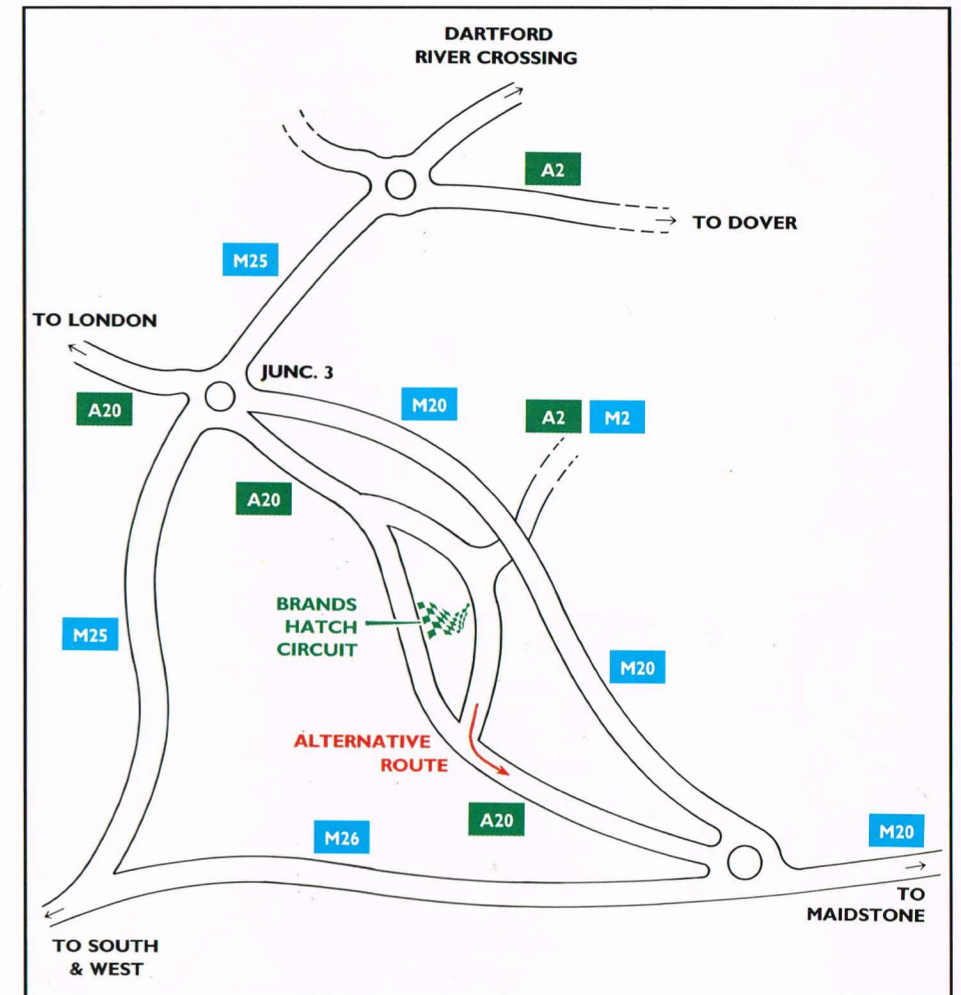 DARTFORD
RIVER CROSSING
A2
TO DOVER
M25
TO LONDON
JUNC. 3
A20
M20
A2 M2
A20
BRANDS
HATCH
CIRCUIT
M25
M20
ALTERNATIVE
ROUTE
A20
M26
M20
TO
MAIDSTONE
TO SOUTH
& WEST